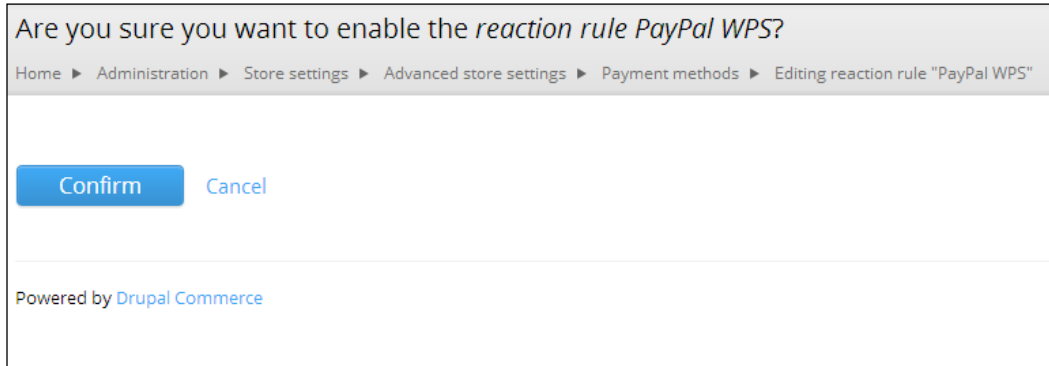 Are you sure you want to enable the reaction rule PayPal WPS?
Home ▶ Administration ▶ Store settings ▶ Advanced store settings ▶ Payment methods ▶ Editing reaction rule "PayPal WPS"
Confirm Cancel
Powered by Drupal Commerce